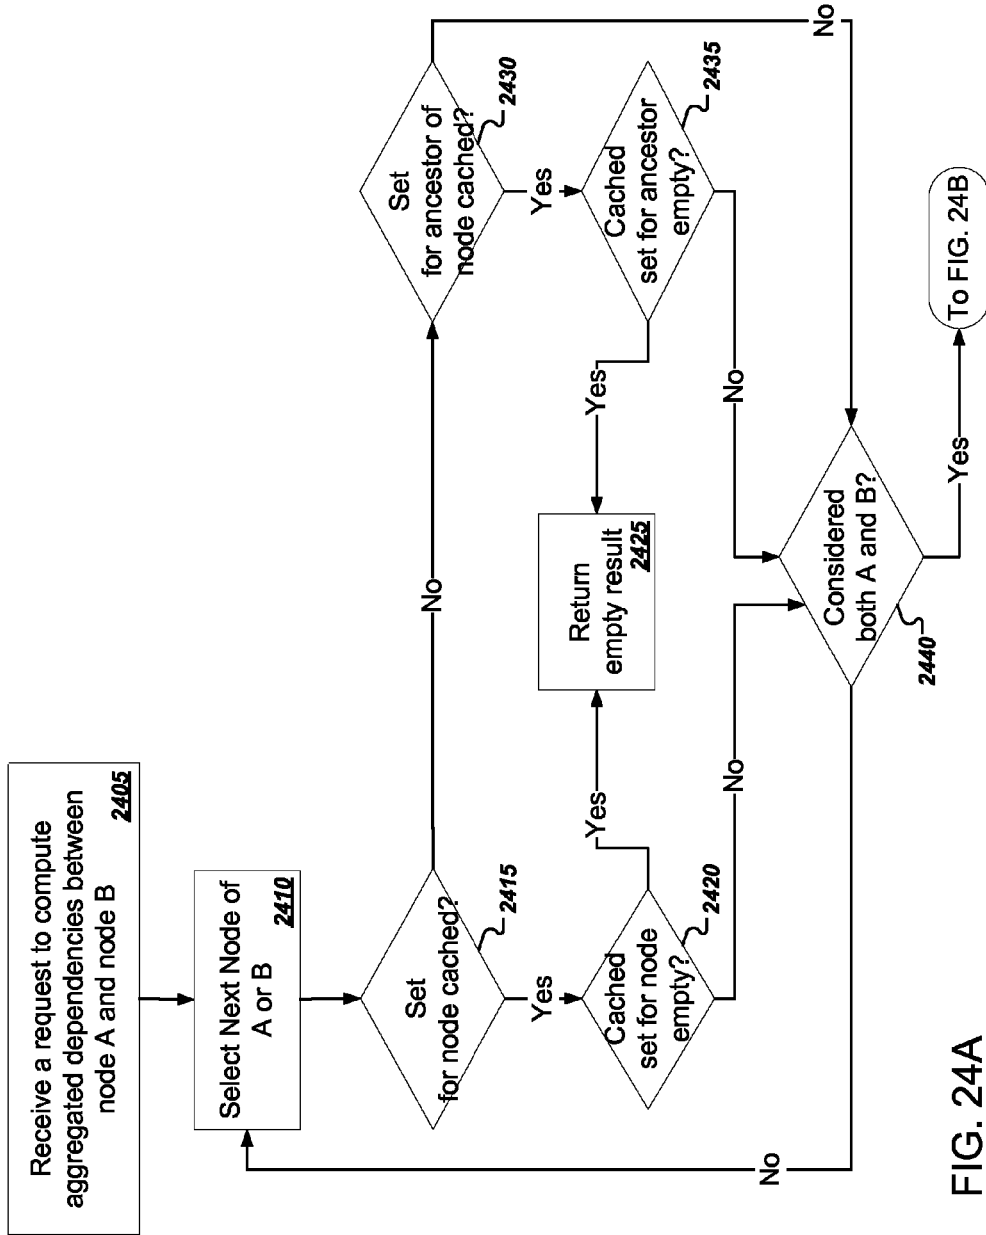 Receive a request to compute
aggregated dependencies between
node A and node B
2405
Select Next Node of
A or B
2410
Set
for node cached?
2415
No
Set
for ancestor of
node cached?
2430
No
Yes
Cached
set for node
empty?
2420
Yes
Return
empty result
2425
Yes
Yes
Cached
set for ancestor
empty?
2435
No
No
Considered
both A and B?
2440
No
Yes
To FIG. 24B
FIG. 24A